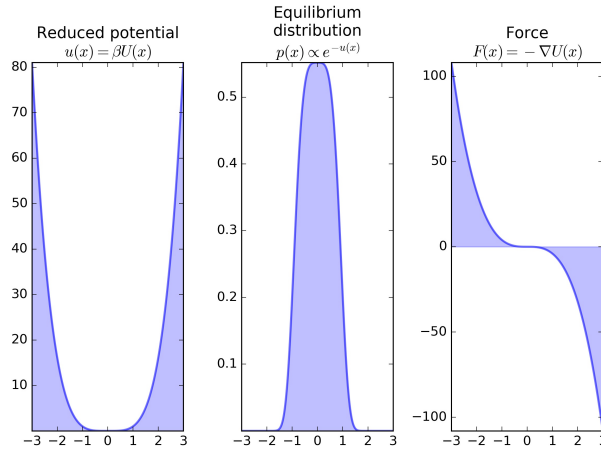 Reduced potential
u(x) = βU(x)
80
70
60
50
40
30
20
10
−3 −2 −1 0 1 2 3
Equilibrium
distribution
p(x) ∝ e^{−u(x)}
0.5
0.4
0.3
0.2
0.1
−3 −2 −1 0 1 2 3
Force
F(x) = −∇U(x)
100
50
0
−50
−100
−3 −2 −1 0 1 2 3